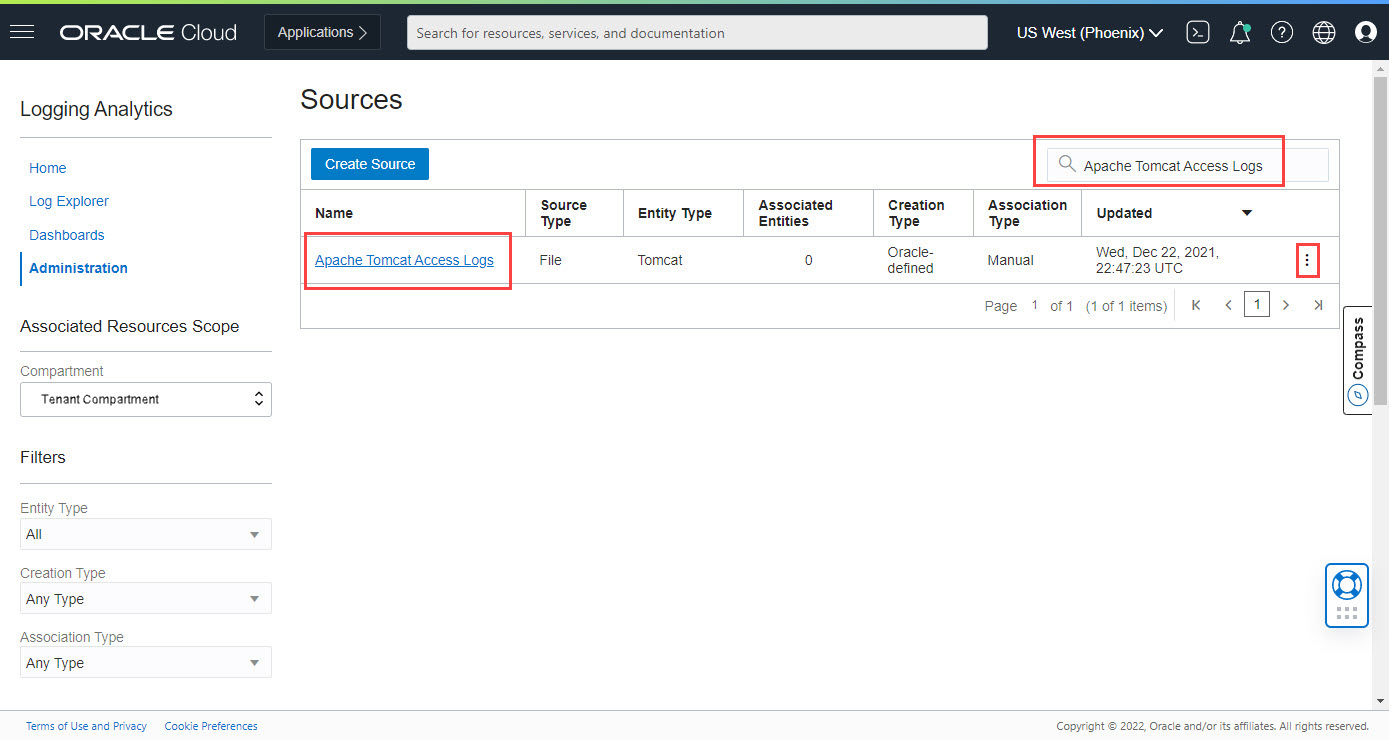 ORACLE Cloud
Applications
Search for resources, services, and documentation
US West (Phoenix)
Logging Analytics
Home
Log Explorer
Dashboards
Administration
Associated Resources Scope
Compartment
Tenant Compartment
Filters
Entity Type
All
Creation Type
Any Type
Association Type
Any Type
Sources
Create Source
Apache Tomcat Access Logs
Name
Source
Type
Entity Type
Associated
Entities
Creation
Type
Association
Type
Updated
Apache Tomcat Access Logs
File
Tomcat
0
Oracle-
defined
Manual
Wed, Dec 22, 2021,
22:47:23 UTC
Page 1 of 1 (1 of 1 items)
1
Compass
Terms of Use and Privacy
Cookie Preferences
Copyright © 2022, Oracle and/or its affiliates. All rights reserved.